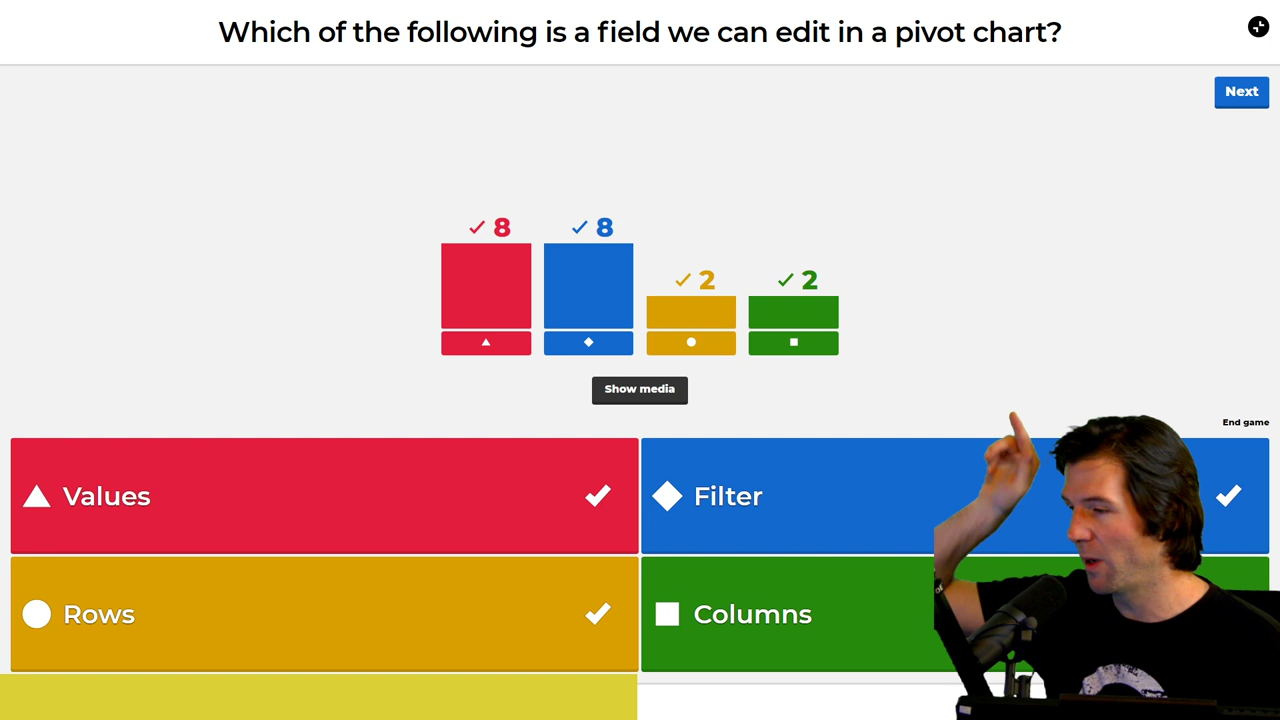 Which of the following is a field we can edit in a pivot chart?
Next
8
8
2
2
Show media
End game
Values
Filter
Rows
Columns